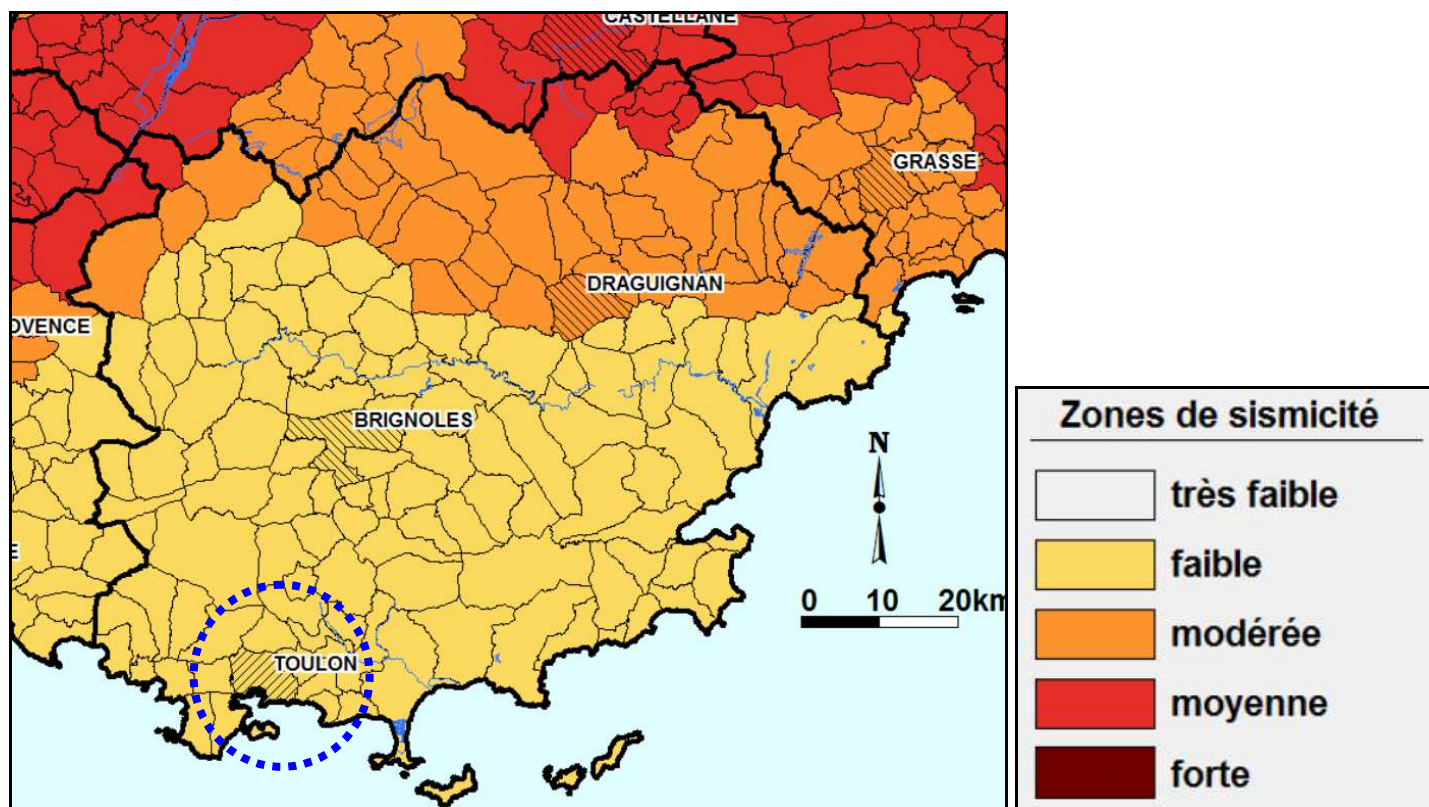 CASTELLANE
GRASSE
DRAGUIGNAN
OVENCE
BRIGNOLES
N
E
0 10 20km
TOULON
Zones de sismicité
très faible
faible
modérée
moyenne
forte